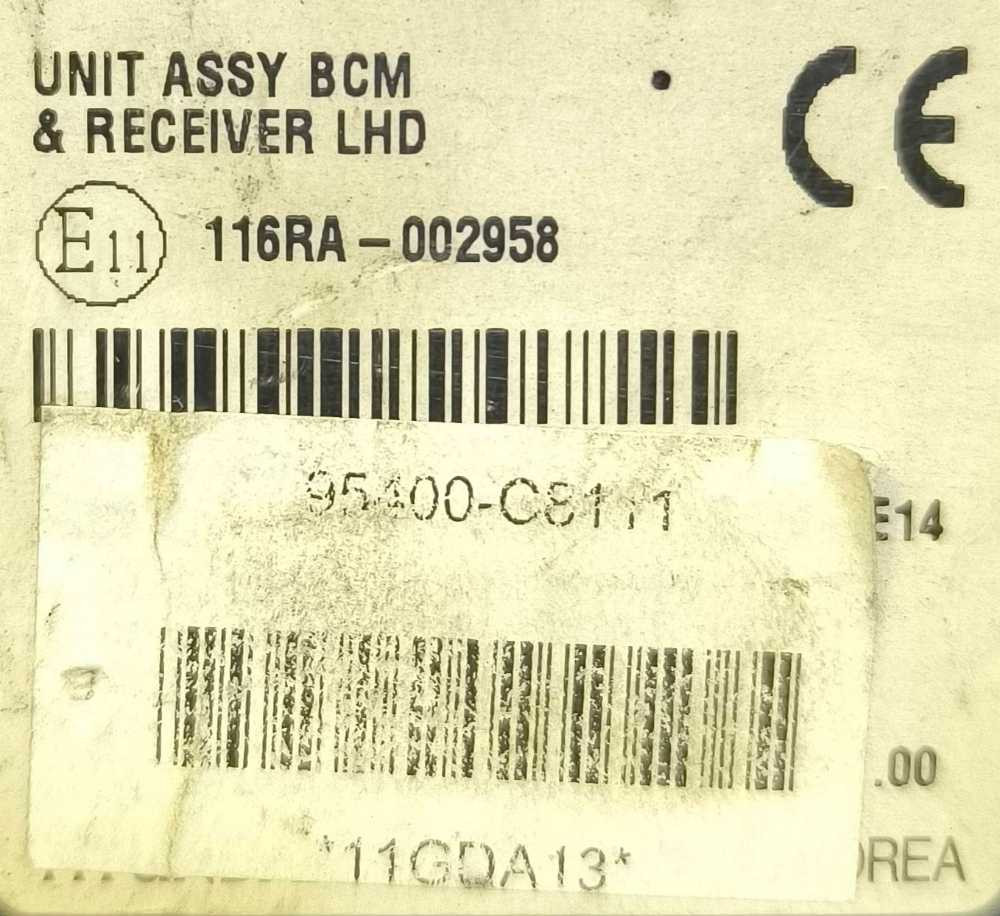 UNIT ASSY BCM
& RECEIVER LHD
CE
E11 116RA-002958
95400-C8111
E14
.00
*11GDA13*
OREA